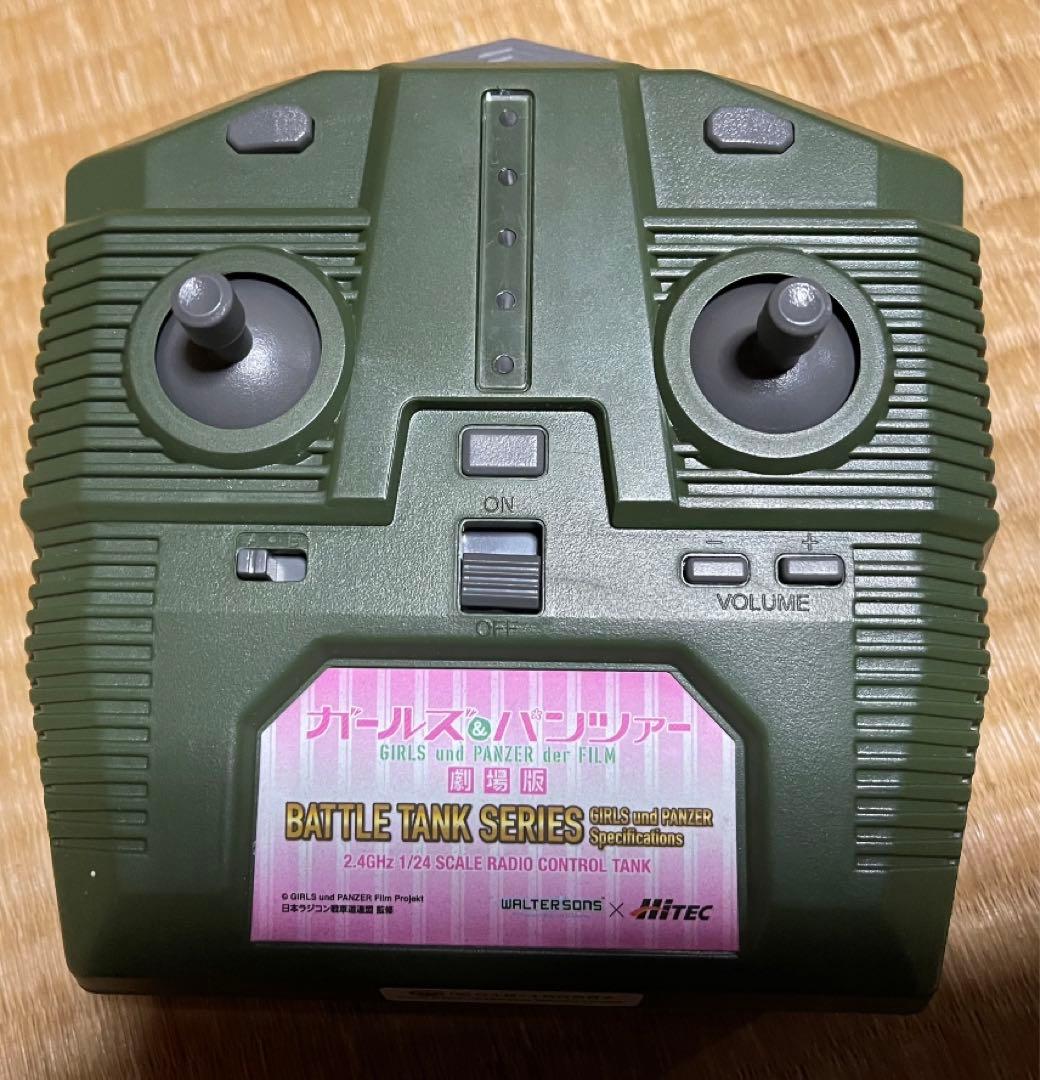 ON
- +
VOLUME
OFF
ガールズ&パンツァー
GIRLS und PANZER der FILM
劇場版
BATTLE TANK SERIES GIRLS und PANZER
Specifications
2.4GHz 1/24 SCALE RADIO CONTROL TANK
© GIRLS und PANZER Film Projekt
日本ラジコン戦車道連盟 監修
WALTERSONS™ × HiTEC